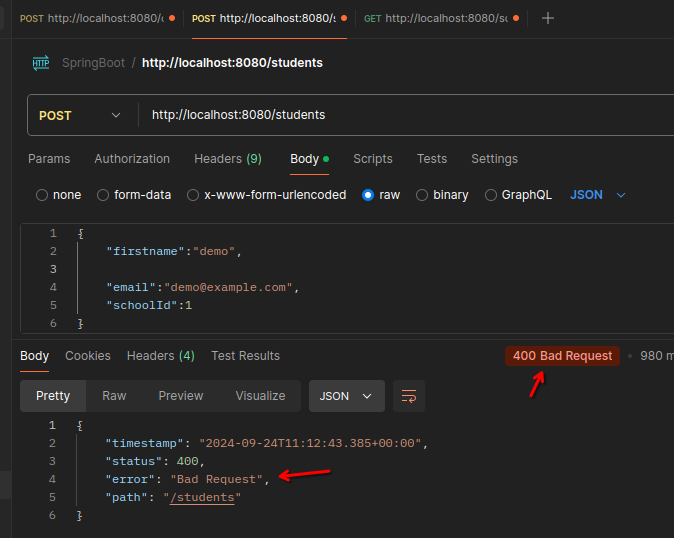 POST http://localhost:8080/ POST http://localhost:8080/s GET http://localhost:8080/s
HTTP SpringBoot / http://localhost:8080/students
POST http://localhost:8080/students
Params Authorization Headers (9) Body Scripts Tests Settings
none form-data x-www-form-urlencoded raw binary GraphQL JSON
1 {
2 "firstname":"demo",
3
4 "email":"demo@example.com",
5 "schoolId":1
6 }
Body Cookies Headers (4) Test Results 400 Bad Request 980 m
Pretty Raw Preview Visualize JSON
1 {
2 "timestamp": "2024-09-24T11:12:43.385+00:00",
3 "status": 400,
4 "error": "Bad Request",
5 "path": "/students"
6 }